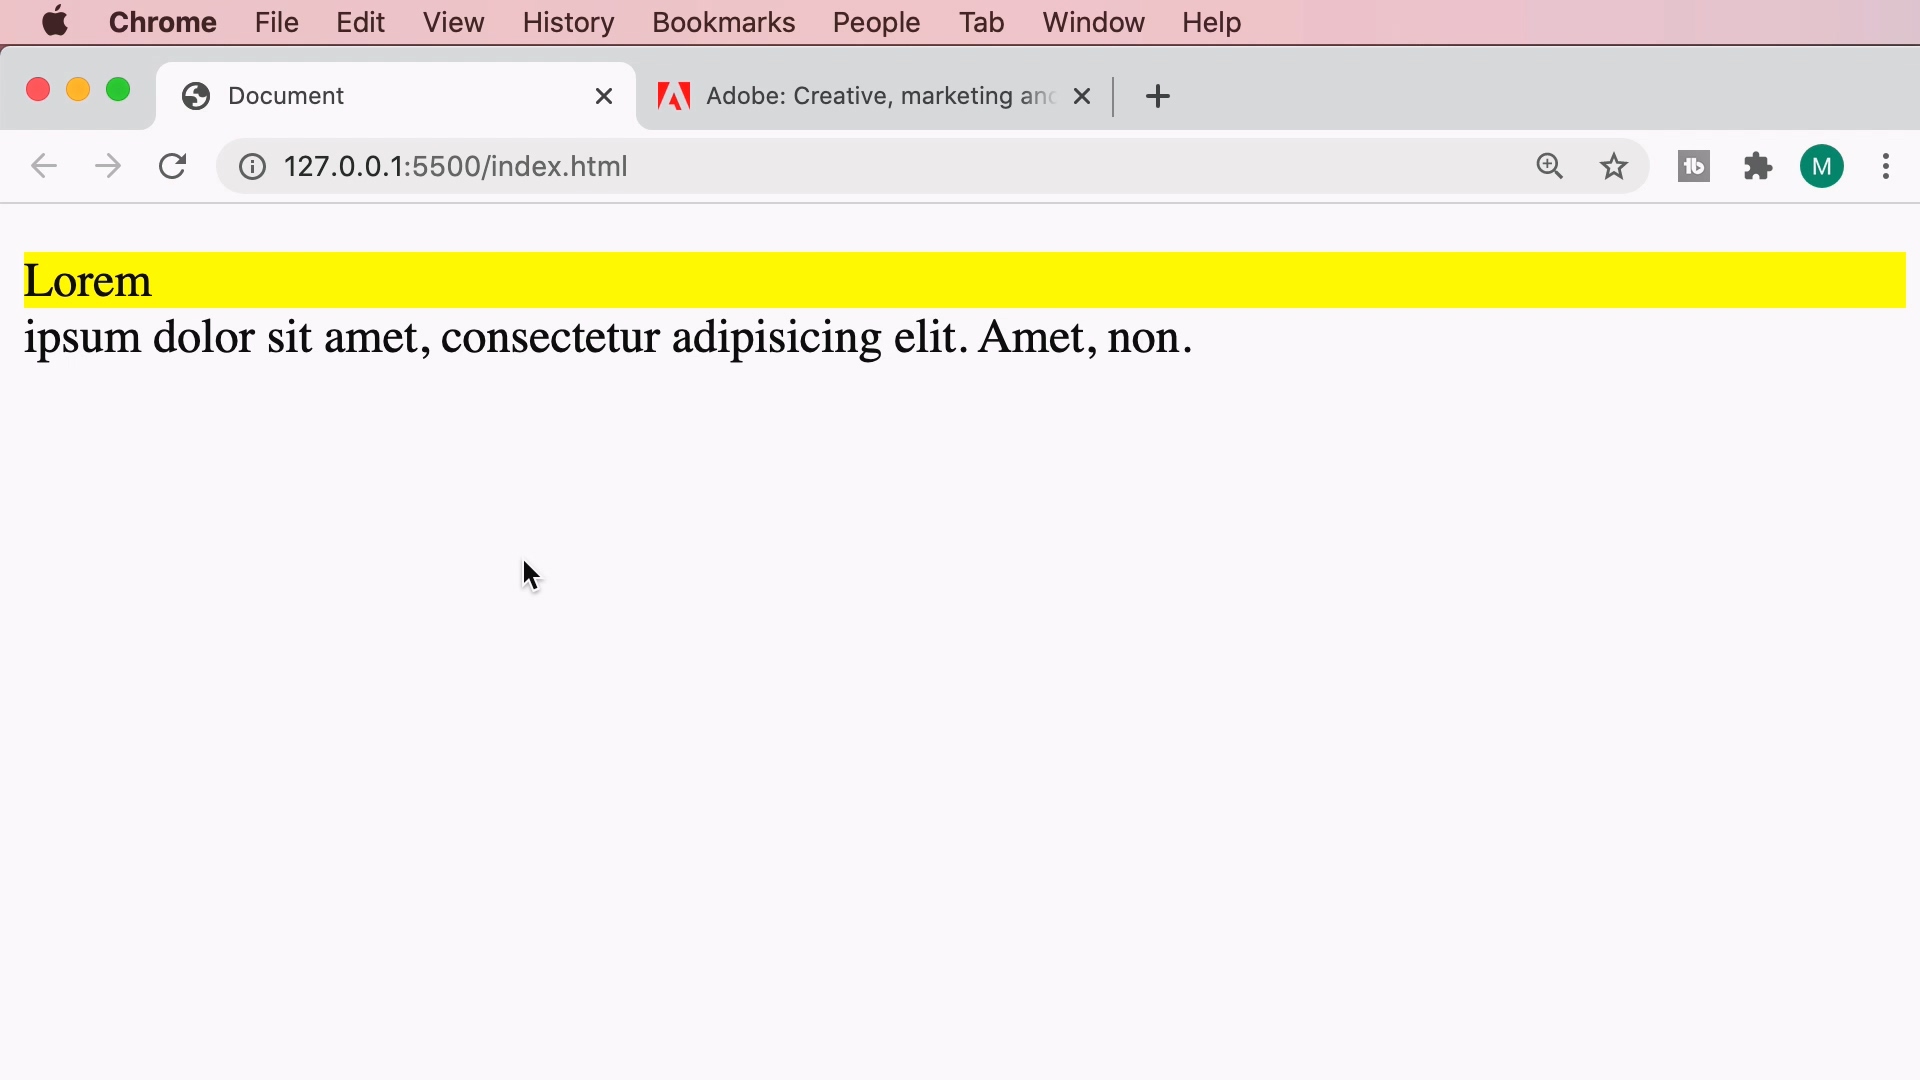 Chrome File Edit View History Bookmarks People Tab Window Help
Document
Adobe: Creative, marketing and
127.0.0.1:5500/index.html
M
Lorem
ipsum dolor sit amet, consectetur adipisicing elit. Amet, non.